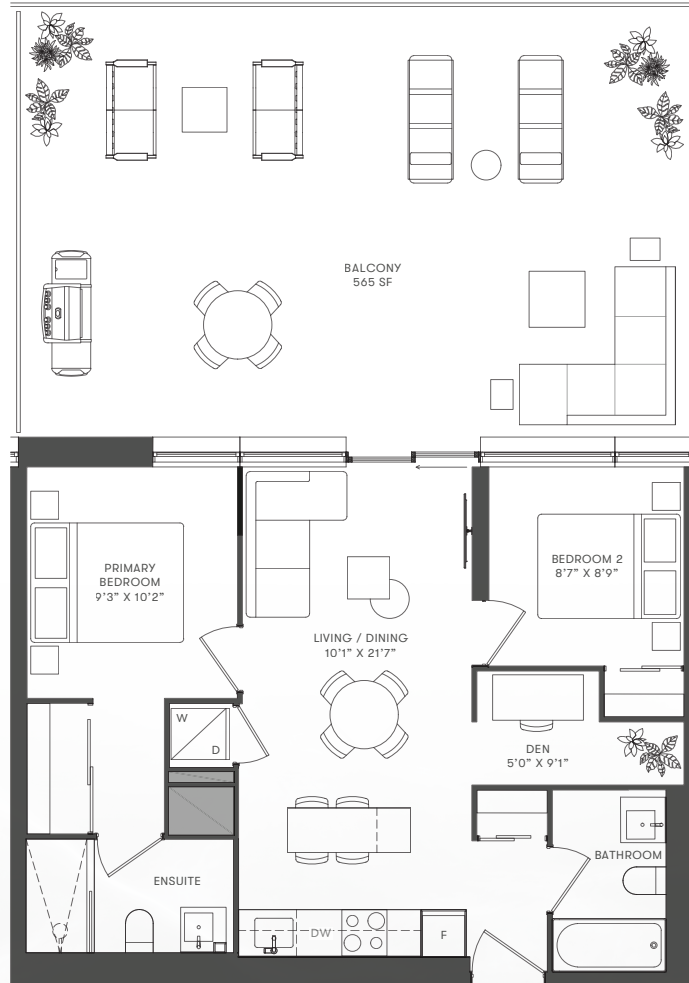 BALCONY
565 SF
PRIMARY
BEDROOM
9'3" X 10'2"
BEDROOM 2
8'7" X 8'9"
LIVING / DINING
10'1" X 21'7"
W
D
DEN
5'0" X 9'1"
ENSUITE
BATHROOM
DW
F